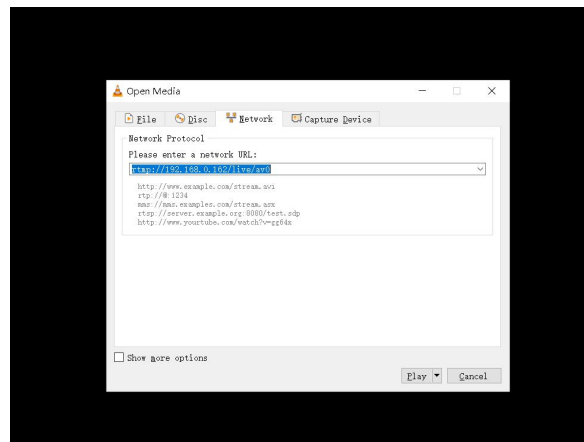 Open Media
File Disc Network Capture Device
Network Protocol
Please enter a network URL:
rtmp://192.168.0.162/live/av0
http://www.example.com/stream.avi
rtp://@:1234
mms://mms.examples.com/stream.asx
rtsp://server.example.org:8080/test.sdp
http://www.yourtube.com/watch?v=gg64x
Show more options
Play Cancel